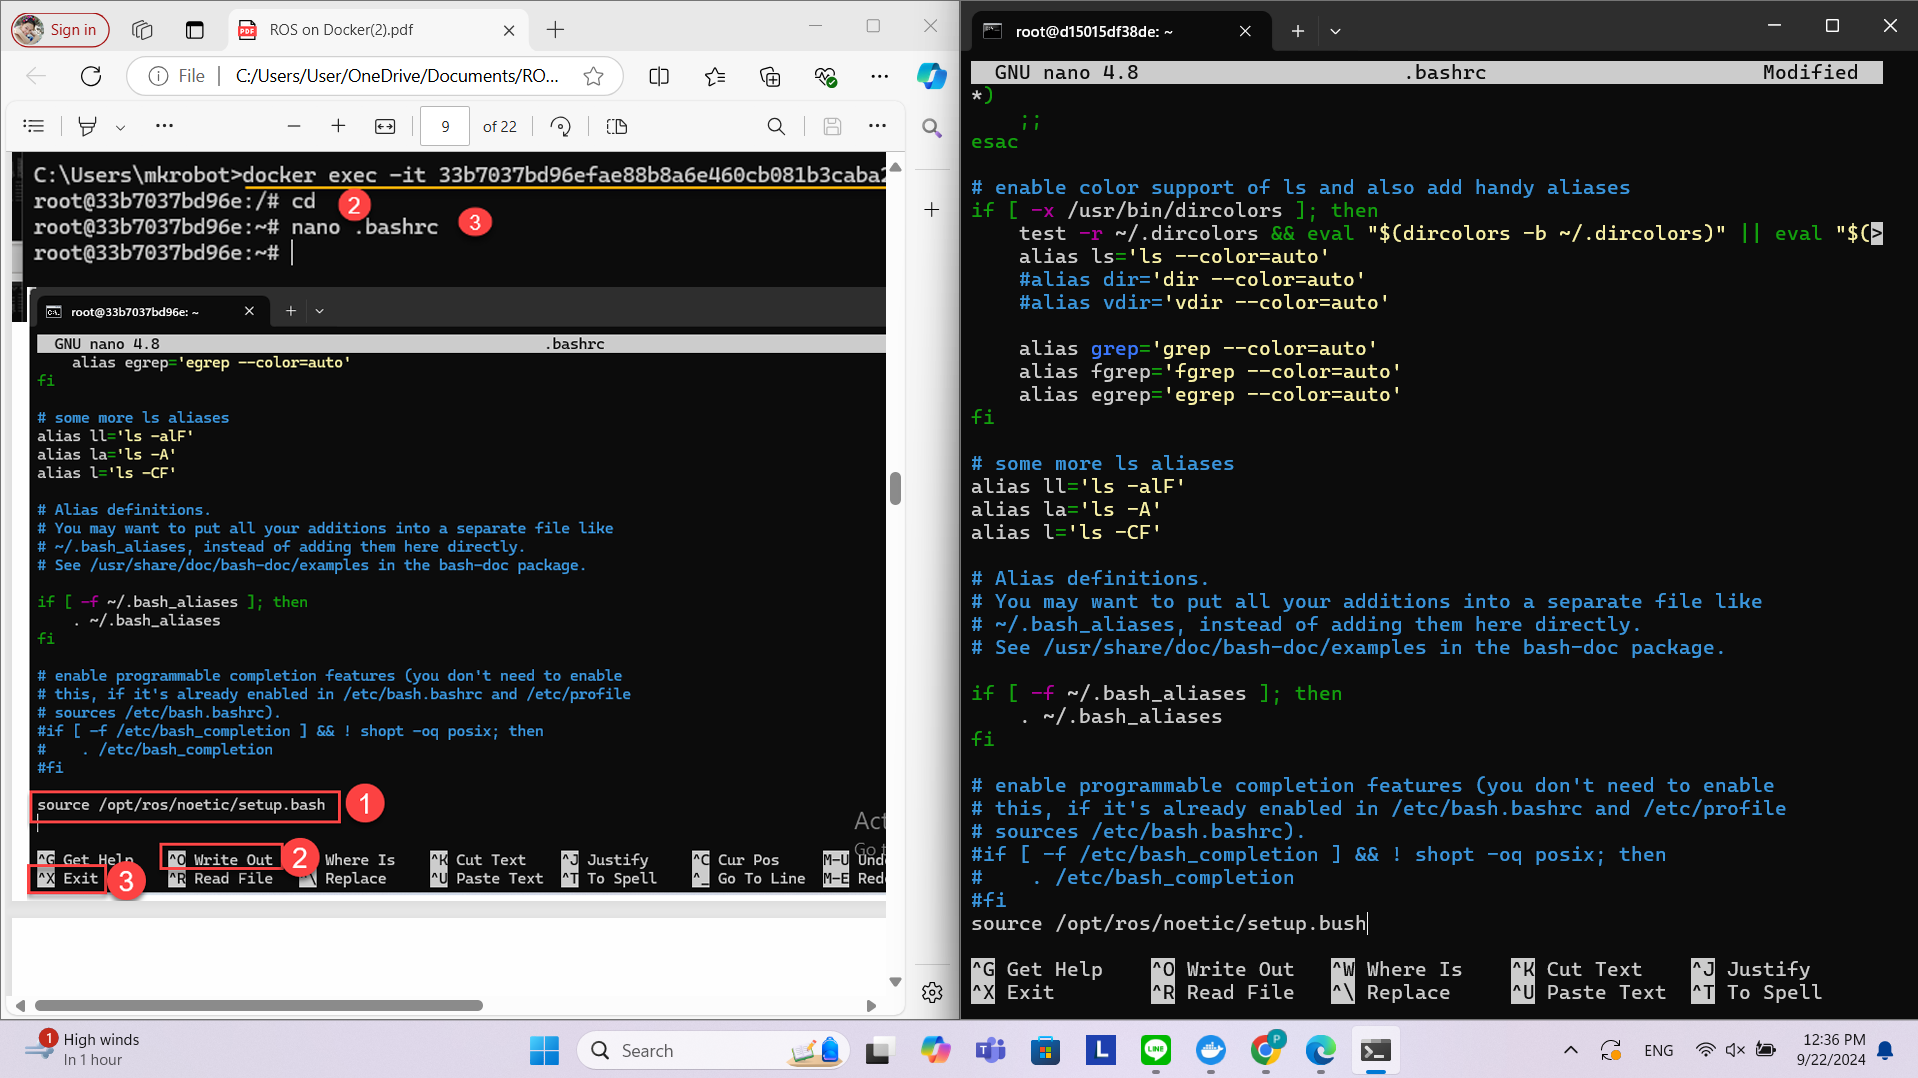 Sign in
ROS on Docker(2).pdf
File
C:/Users/User/OneDrive/Documents/RO...
9
of 22
C:\Users\mkrobot>docker exec -it 33b7037bd96efae88b8a6e460cb081b3caba
root@33b7037bd96e:/# cd
2
root@33b7037bd96e:~# nano .bashrc
3
root@33b7037bd96e:~#
root@33b7037bd96e: ~
GNU nano 4.8
.bashrc
alias egrep='egrep --color=auto'
fi
# some more ls aliases
alias ll='ls -alF'
alias la='ls -A'
alias l='ls -CF'
# Alias definitions.
# You may want to put all your additions into a separate file like
# ~/.bash_aliases, instead of adding them here directly.
# See /usr/share/doc/bash-doc/examples in the bash-doc package.
if [ -f ~/.bash_aliases ]; then
. ~/.bash_aliases
fi
# enable programmable completion features (you don't need to enable
# this, if it's already enabled in /etc/bash.bashrc and /etc/profile
# sources /etc/bash.bashrc).
#if [ -f /etc/bash_completion ] && ! shopt -oq posix; then
#    . /etc/bash_completion
#fi
source /opt/ros/noetic/setup.bash
1
Act
Go t
^G Get Help ^O Write Out 2 Where Is ^K Cut Text ^J Justify ^C Cur Pos M-U Und
^X Exit 3 ^R Read File ^\ Replace ^U Paste Text ^T To Spell ^_ Go To Line M-E Red
root@d15015df38de: ~
GNU nano 4.8
.bashrc
Modified
*)
;;
esac
# enable color support of ls and also add handy aliases
if [ -x /usr/bin/dircolors ]; then
test -r ~/.dircolors && eval "$(dircolors -b ~/.dircolors)" || eval "$(>
alias ls='ls --color=auto'
#alias dir='dir --color=auto'
#alias vdir='vdir --color=auto'
alias grep='grep --color=auto'
alias fgrep='fgrep --color=auto'
alias egrep='egrep --color=auto'
fi
# some more ls aliases
alias ll='ls -alF'
alias la='ls -A'
alias l='ls -CF'
# Alias definitions.
# You may want to put all your additions into a separate file like
# ~/.bash_aliases, instead of adding them here directly.
# See /usr/share/doc/bash-doc/examples in the bash-doc package.
if [ -f ~/.bash_aliases ]; then
. ~/.bash_aliases
fi
# enable programmable completion features (you don't need to enable
# this, if it's already enabled in /etc/bash.bashrc and /etc/profile
# sources /etc/bash.bashrc).
#if [ -f /etc/bash_completion ] && ! shopt -oq posix; then
#    . /etc/bash_completion
#fi
source /opt/ros/noetic/setup.bush
^G Get Help ^O Write Out ^W Where Is ^K Cut Text ^J Justify
^X Exit ^R Read File ^\ Replace ^U Paste Text ^T To Spell
1
High winds
In 1 hour
Search
ENG
12:36 PM
9/22/2024